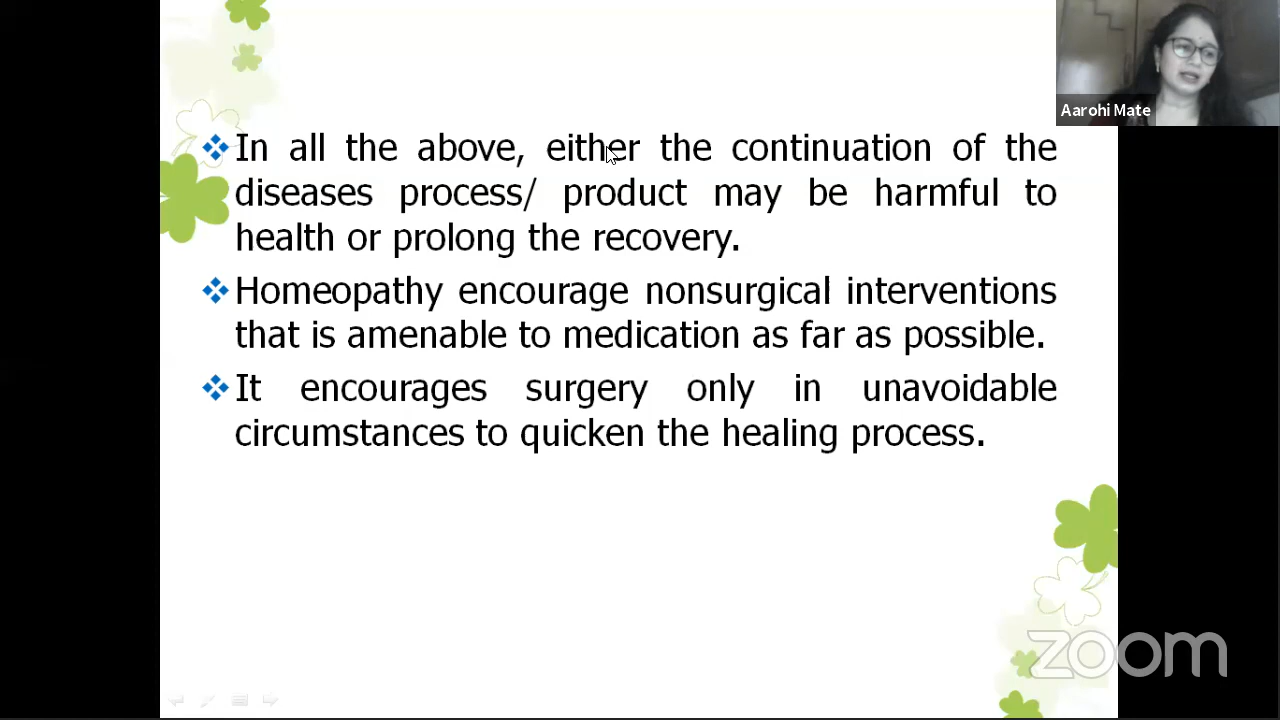 Aarohi Mate
In all the above, either the continuation of the
diseases process/ product may be harmful to
health or prolong the recovery.
Homeopathy encourage nonsurgical interventions
that is amenable to medication as far as possible.
It encourages surgery only in unavoidable
circumstances to quicken the healing process.
zoom